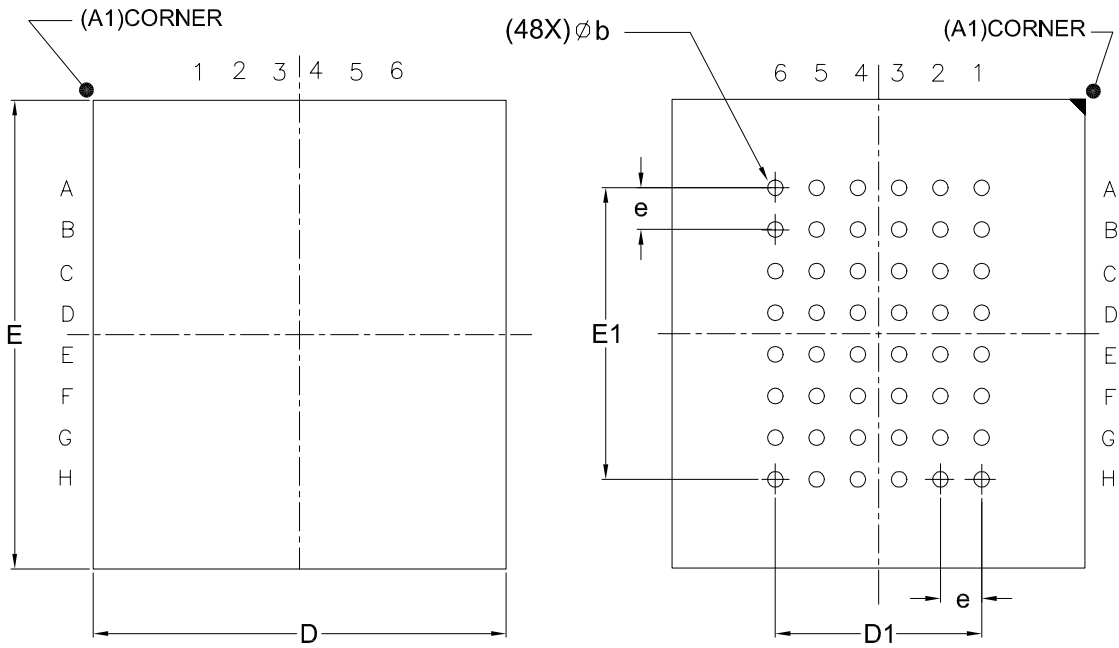 (A1)CORNER
1 2 3 4 5 6
A
B
C
D
E
F
G
H
E
D
(48X) ⌀ b
(A1)CORNER
6 5 4 3 2 1
A
B
C
D
E
F
G
H
e
E1
e
D1